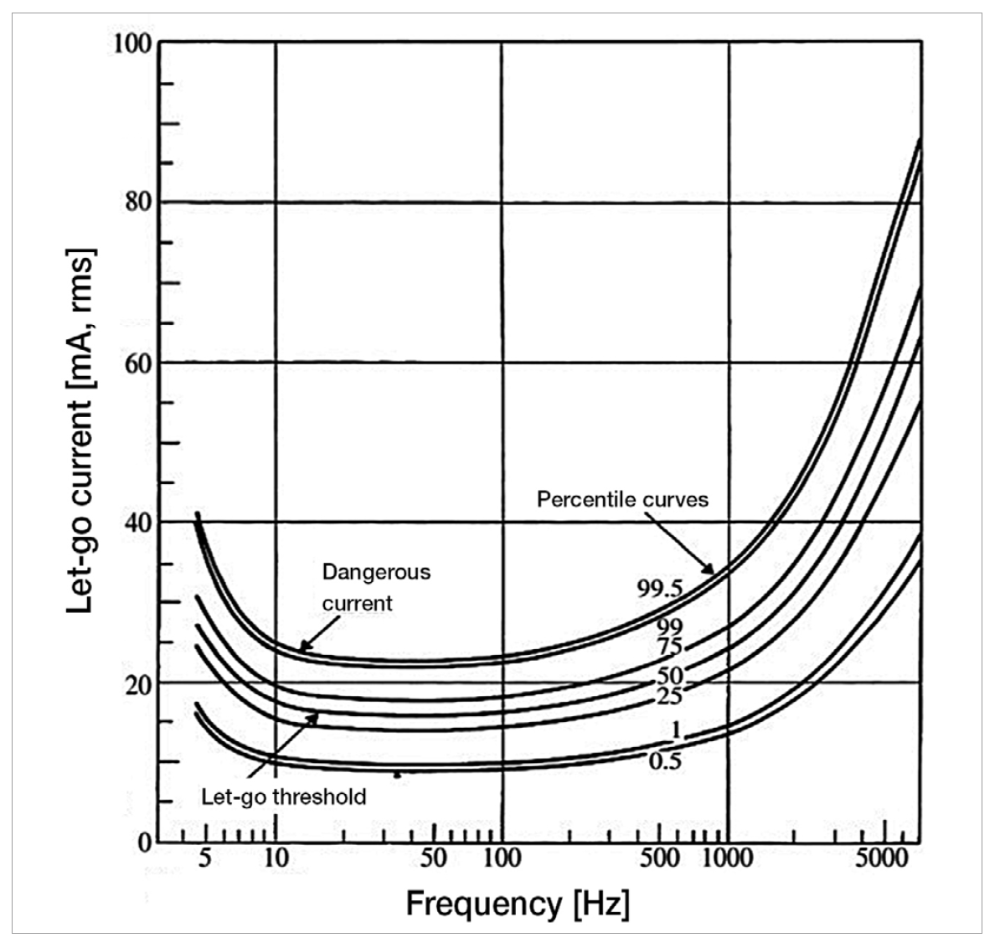 100
80
60
40
20
0
Let-go current [mA, rms]
Percentile curves
Dangerous
current
99.5
99
75
50
25
1
0.5
Let-go threshold
5 10 50 100 500 1000 5000
Frequency [Hz]